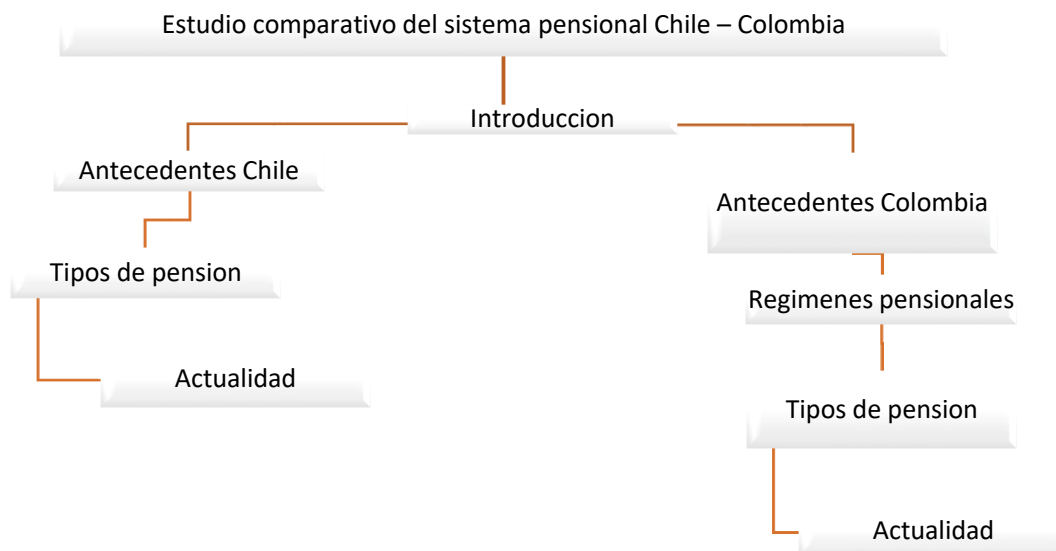 Estudio comparativo del sistema pensional Chile – Colombia
Introduccion
Antecedentes Chile
Antecedentes Colombia
Tipos de pension
Regimenes pensionales
Actualidad
Tipos de pension
Actualidad